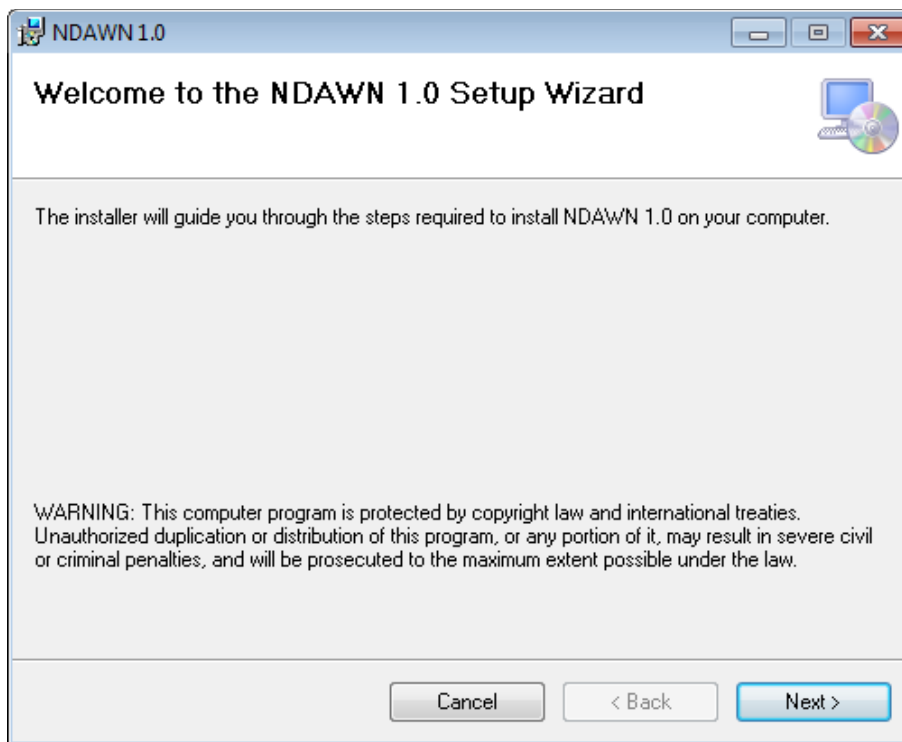 NDAWN 1.0
Welcome to the NDAWN 1.0 Setup Wizard
The installer will guide you through the steps required to install NDAWN 1.0 on your computer.
WARNING: This computer program is protected by copyright law and international treaties.
Unauthorized duplication or distribution of this program, or any portion of it, may result in severe civil
or criminal penalties, and will be prosecuted to the maximum extent possible under the law.
Cancel
< Back
Next >